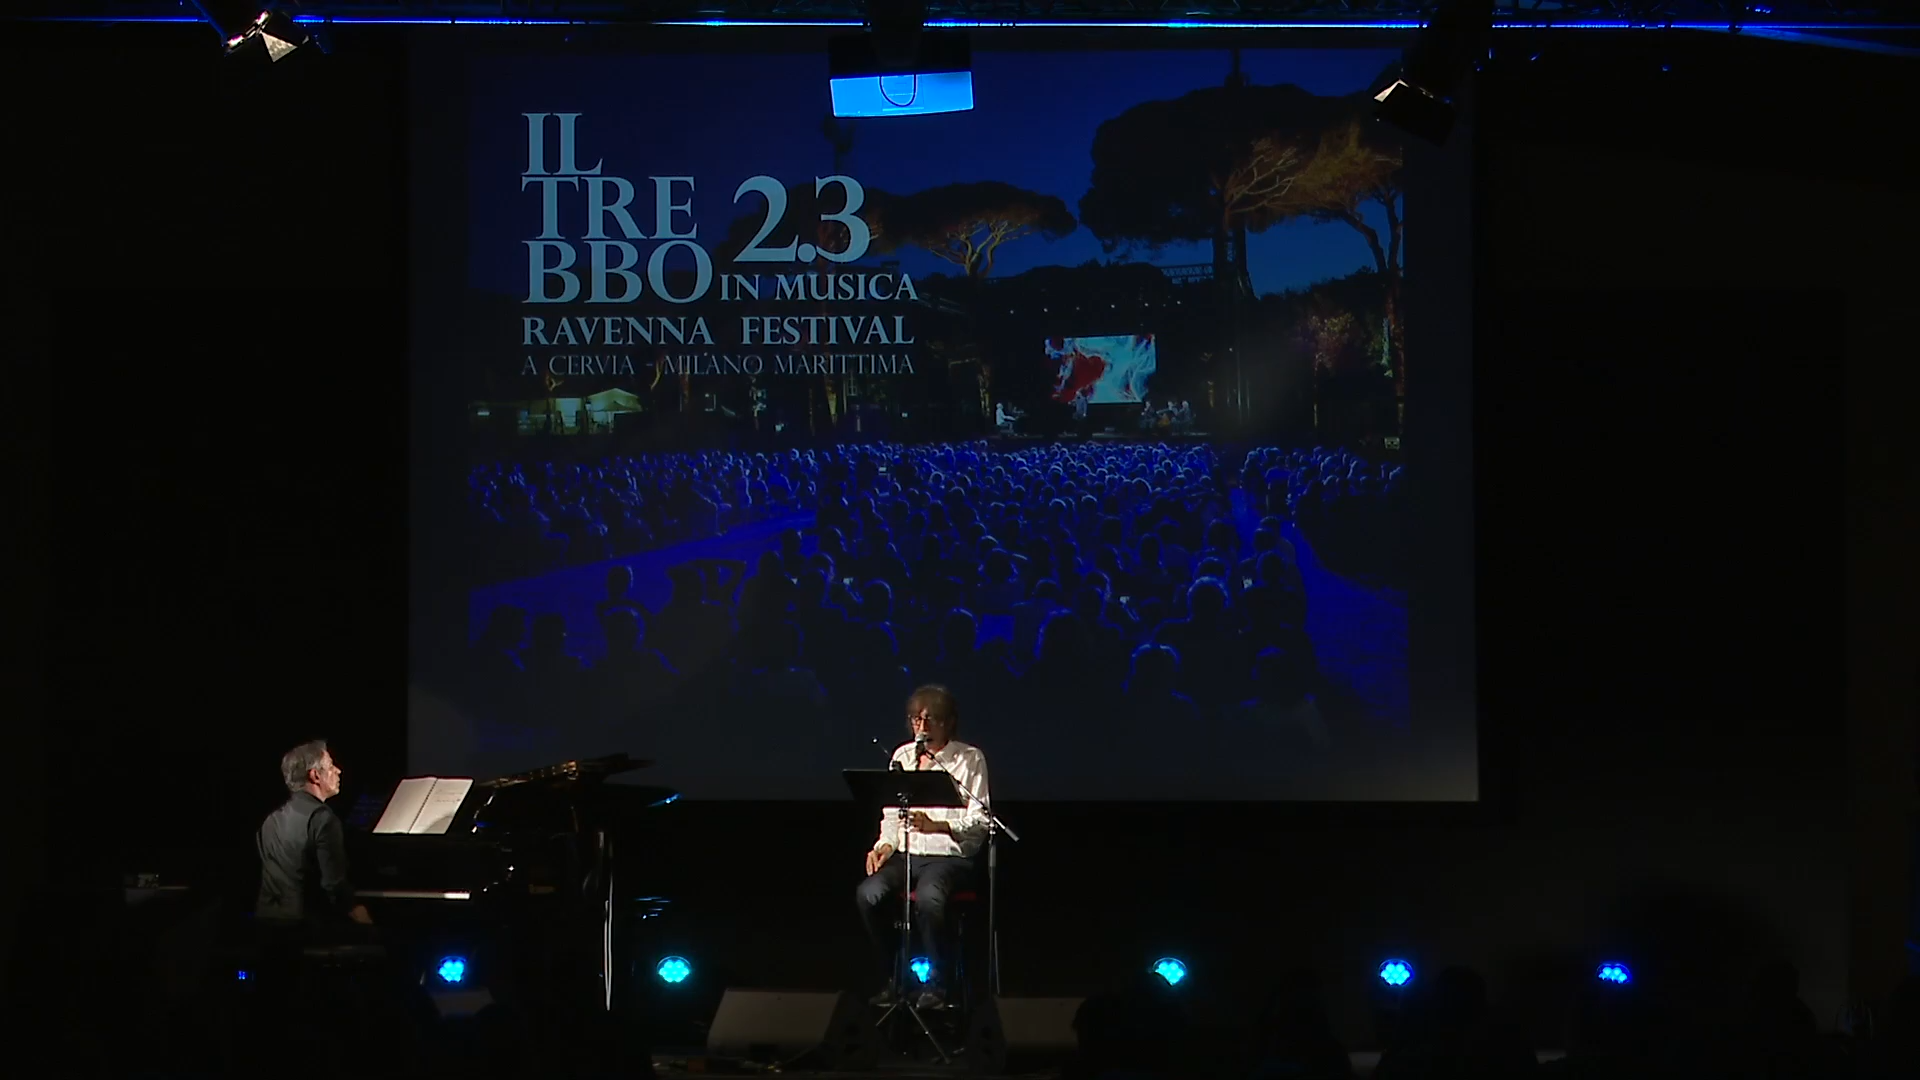 IL
TRE
BBO 2.3
IN MUSICA
RAVENNA FESTIVAL
A CERVIA - MILANO MARITTIMA